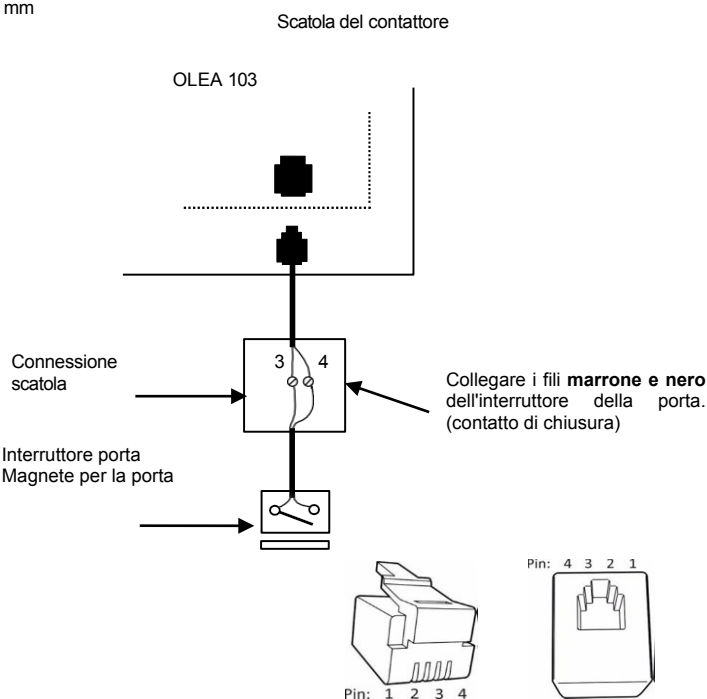 mm
Scatola del contattore
OLEA 103
3 4
Connessione
scatola
Collegare i fili marrone e nero
dell'interruttore della porta.
(contatto di chiusura)
Interruttore porta
Magnete per la porta
Pin: 4 3 2 1
Pin: 1 2 3 4